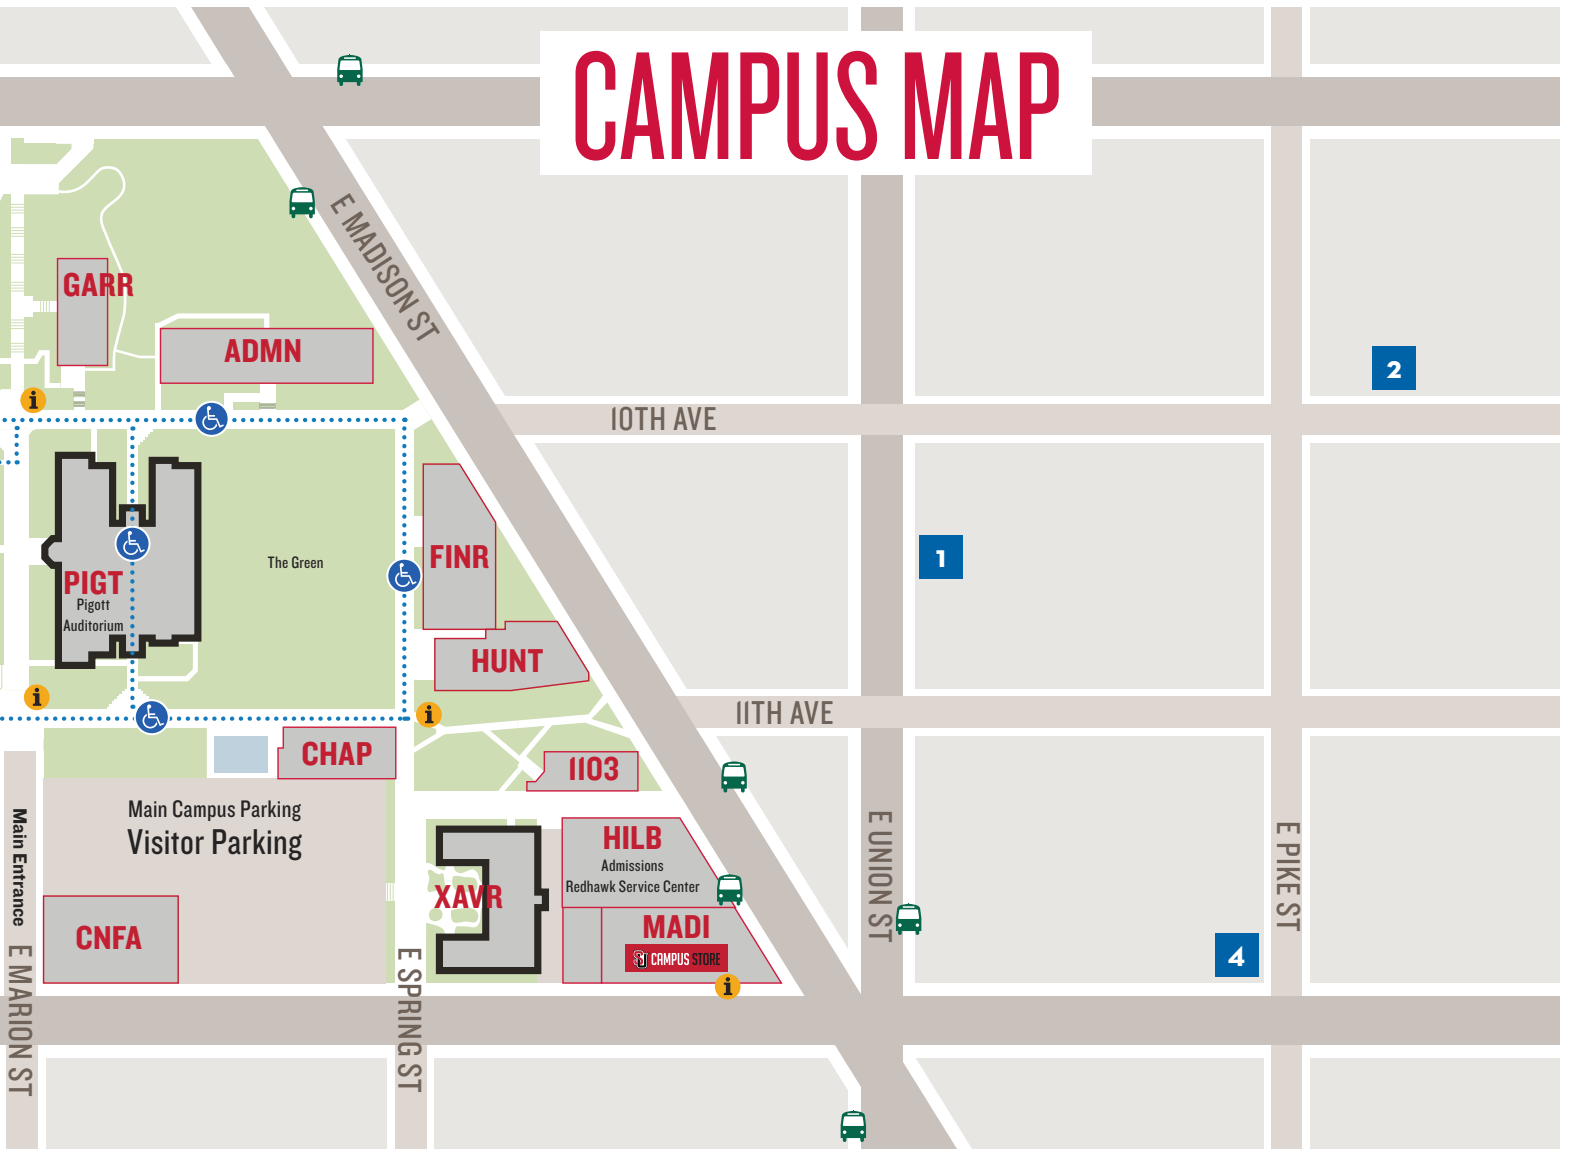 CAMPUS MAP
E MADISON ST
GARR
ADMN
2
i
10TH AVE
FINR
1
The Green
PIGT
Pigott
Auditorium
HUNT
i
i
11TH AVE
CHAP
1103
Main Campus Parking
Visitor Parking
Main Entrance
E UNION ST
E PIKE ST
HILB
Admissions
Redhawk Service Center
XAVR
MADI
CNFA
SU CAMPUS STORE
4
i
E MARION ST
E SPRING ST